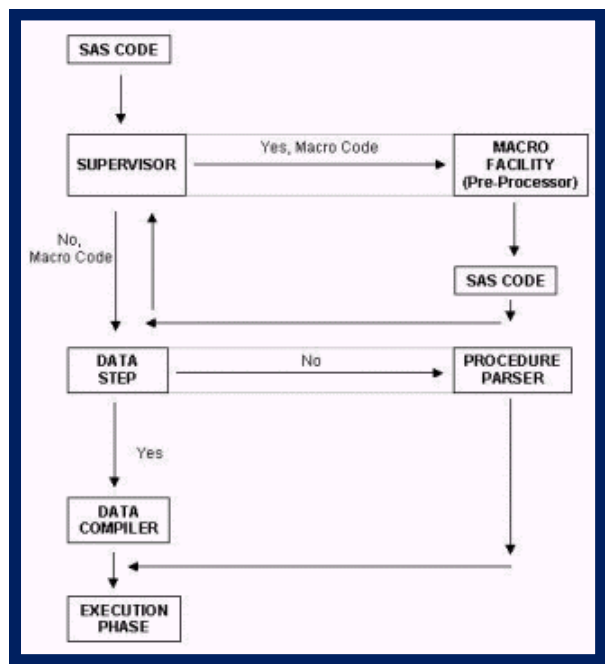 SAS CODE
SUPERVISOR
Yes, Macro Code
MACRO
FACILITY
(Pre-Processor)
No,
Macro Code
SAS CODE
DATA
STEP
No
PROCEDURE
PARSER
Yes
DATA
COMPILER
EXECUTION
PHASE